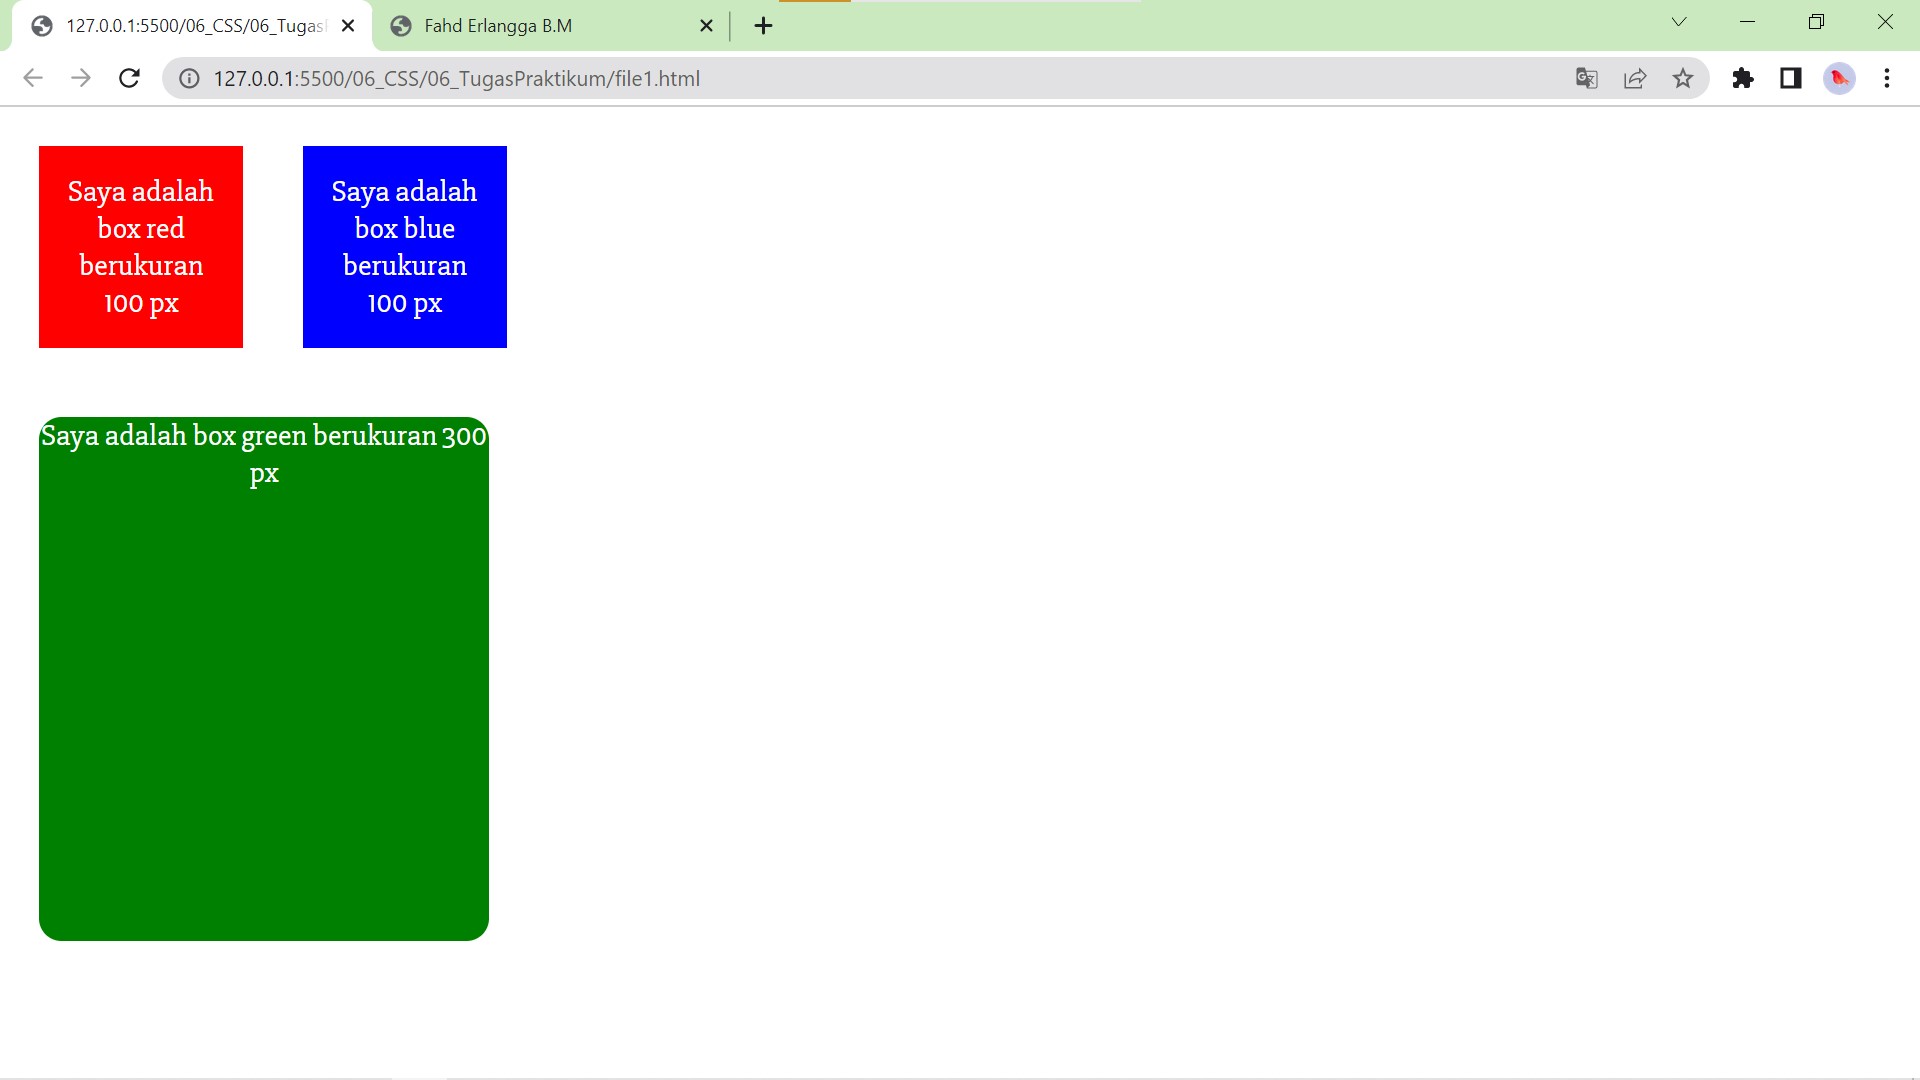 127.0.0.1:5500/06_CSS/06_Tugas
Fahd Erlangga B.M
127.0.0.1:5500/06_CSS/06_TugasPraktikum/file1.html
Saya adalah
box red
berukuran
100 px
Saya adalah
box blue
berukuran
100 px
Saya adalah box green berukuran 300
px